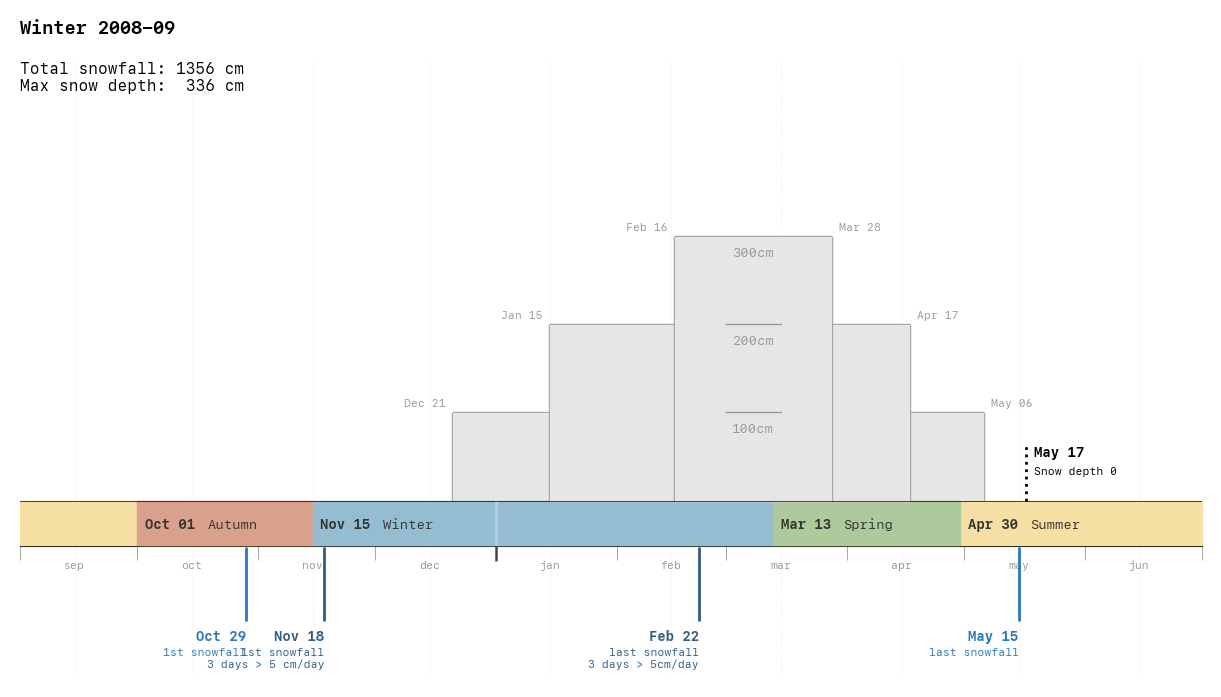 Winter 2008–09
Total snowfall: 1356 cm
Max snow depth: 336 cm
Feb 16
Mar 28
300cm
Jan 15
Apr 17
200cm
Dec 21
May 06
100cm
May 17
Snow depth 0
Oct 01 Autumn
Nov 15 Winter
Mar 13 Spring
Apr 30 Summer
sep oct nov dec jan feb mar apr may jun
Oct 29
1st snowfall
Nov 18
1st snowfall
3 days > 5 cm/day
Feb 22
last snowfall
3 days > 5cm/day
May 15
last snowfall